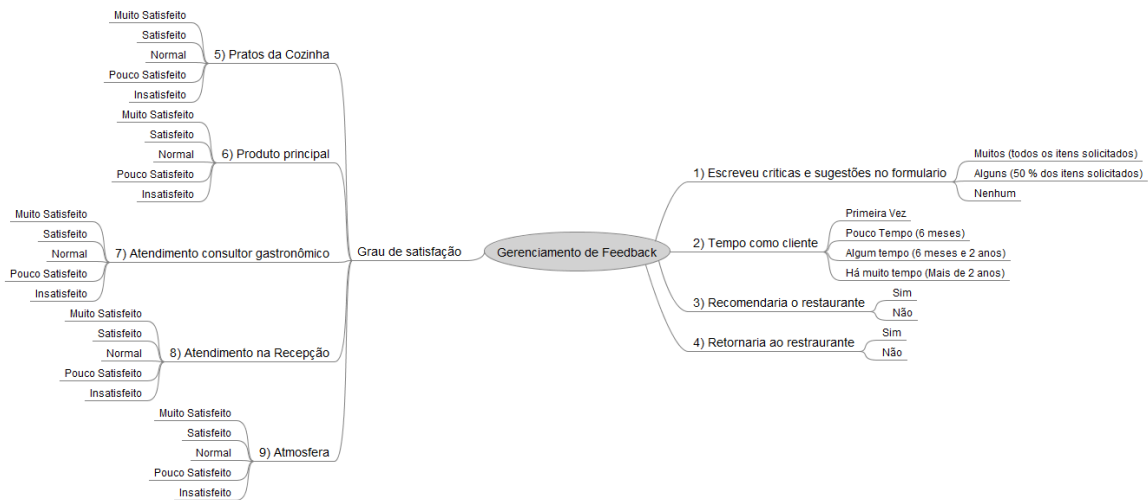 Gerenciamento de Feedback
1) Escreveu criticas e sugestões no formulario
Muitos (todos os itens solicitados)
Alguns (50 % dos itens solicitados)
Nenhum
2) Tempo como cliente
Primeira Vez
Pouco Tempo (6 meses)
Algum tempo (6 meses e 2 anos)
Há muito tempo (Mais de 2 anos)
3) Recomendaria o restaurante
Sim
Não
4) Retornaria ao restraurante
Sim
Não
Grau de satisfação
5) Pratos da Cozinha
Muito Satisfeito
Satisfeito
Normal
Pouco Satisfeito
Insatisfeito
6) Produto principal
Muito Satisfeito
Satisfeito
Normal
Pouco Satisfeito
Insatisfeito
7) Atendimento consultor gastronômico
Muito Satisfeito
Satisfeito
Normal
Pouco Satisfeito
Insatisfeito
8) Atendimento na Recepção
Muito Satisfeito
Satisfeito
Normal
Pouco Satisfeito
Insatisfeito
9) Atmosfera
Muito Satisfeito
Satisfeito
Normal
Pouco Satisfeito
Insatisfeito